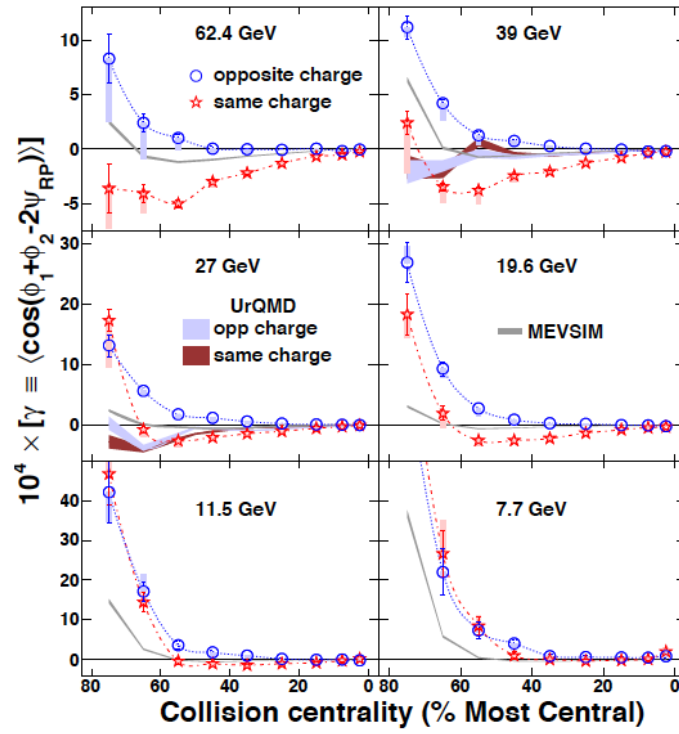 10⁴ × [γ ≡ ⟨cos(ϕ₁+ϕ₂-2ψ_RP)⟩]
62.4 GeV
opposite charge
same charge
10
5
0
-5
39 GeV
27 GeV
UrQMD
opp charge
same charge
30
20
10
0
19.6 GeV
MEVSIM
11.5 GeV
40
30
20
10
0
7.7 GeV
80 60 40 20 0
80 60 40 20 0
Collision centrality (% Most Central)